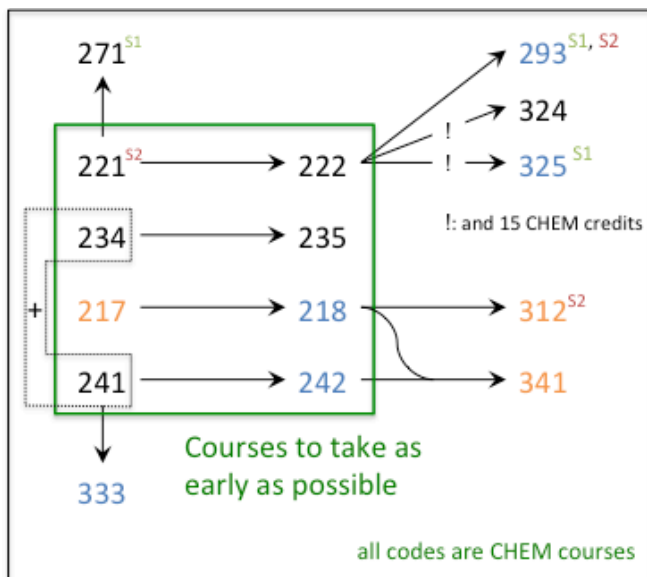 271 S1
293 S1, S2
324
!
221 S2
222
!
325 S1
!: and 15 CHEM credits
234
235
+
217
218
312 S2
241
242
341
Courses to take as
early as possible
333
all codes are CHEM courses